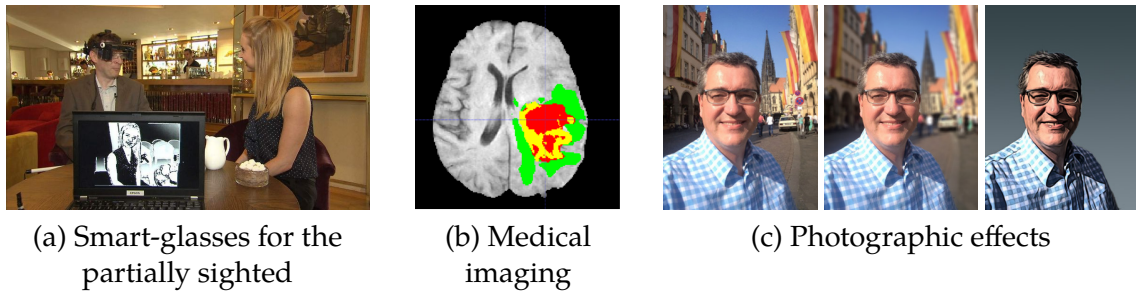 (a) Smart-glasses for the
partially sighted
(b) Medical
imaging
(c) Photographic effects